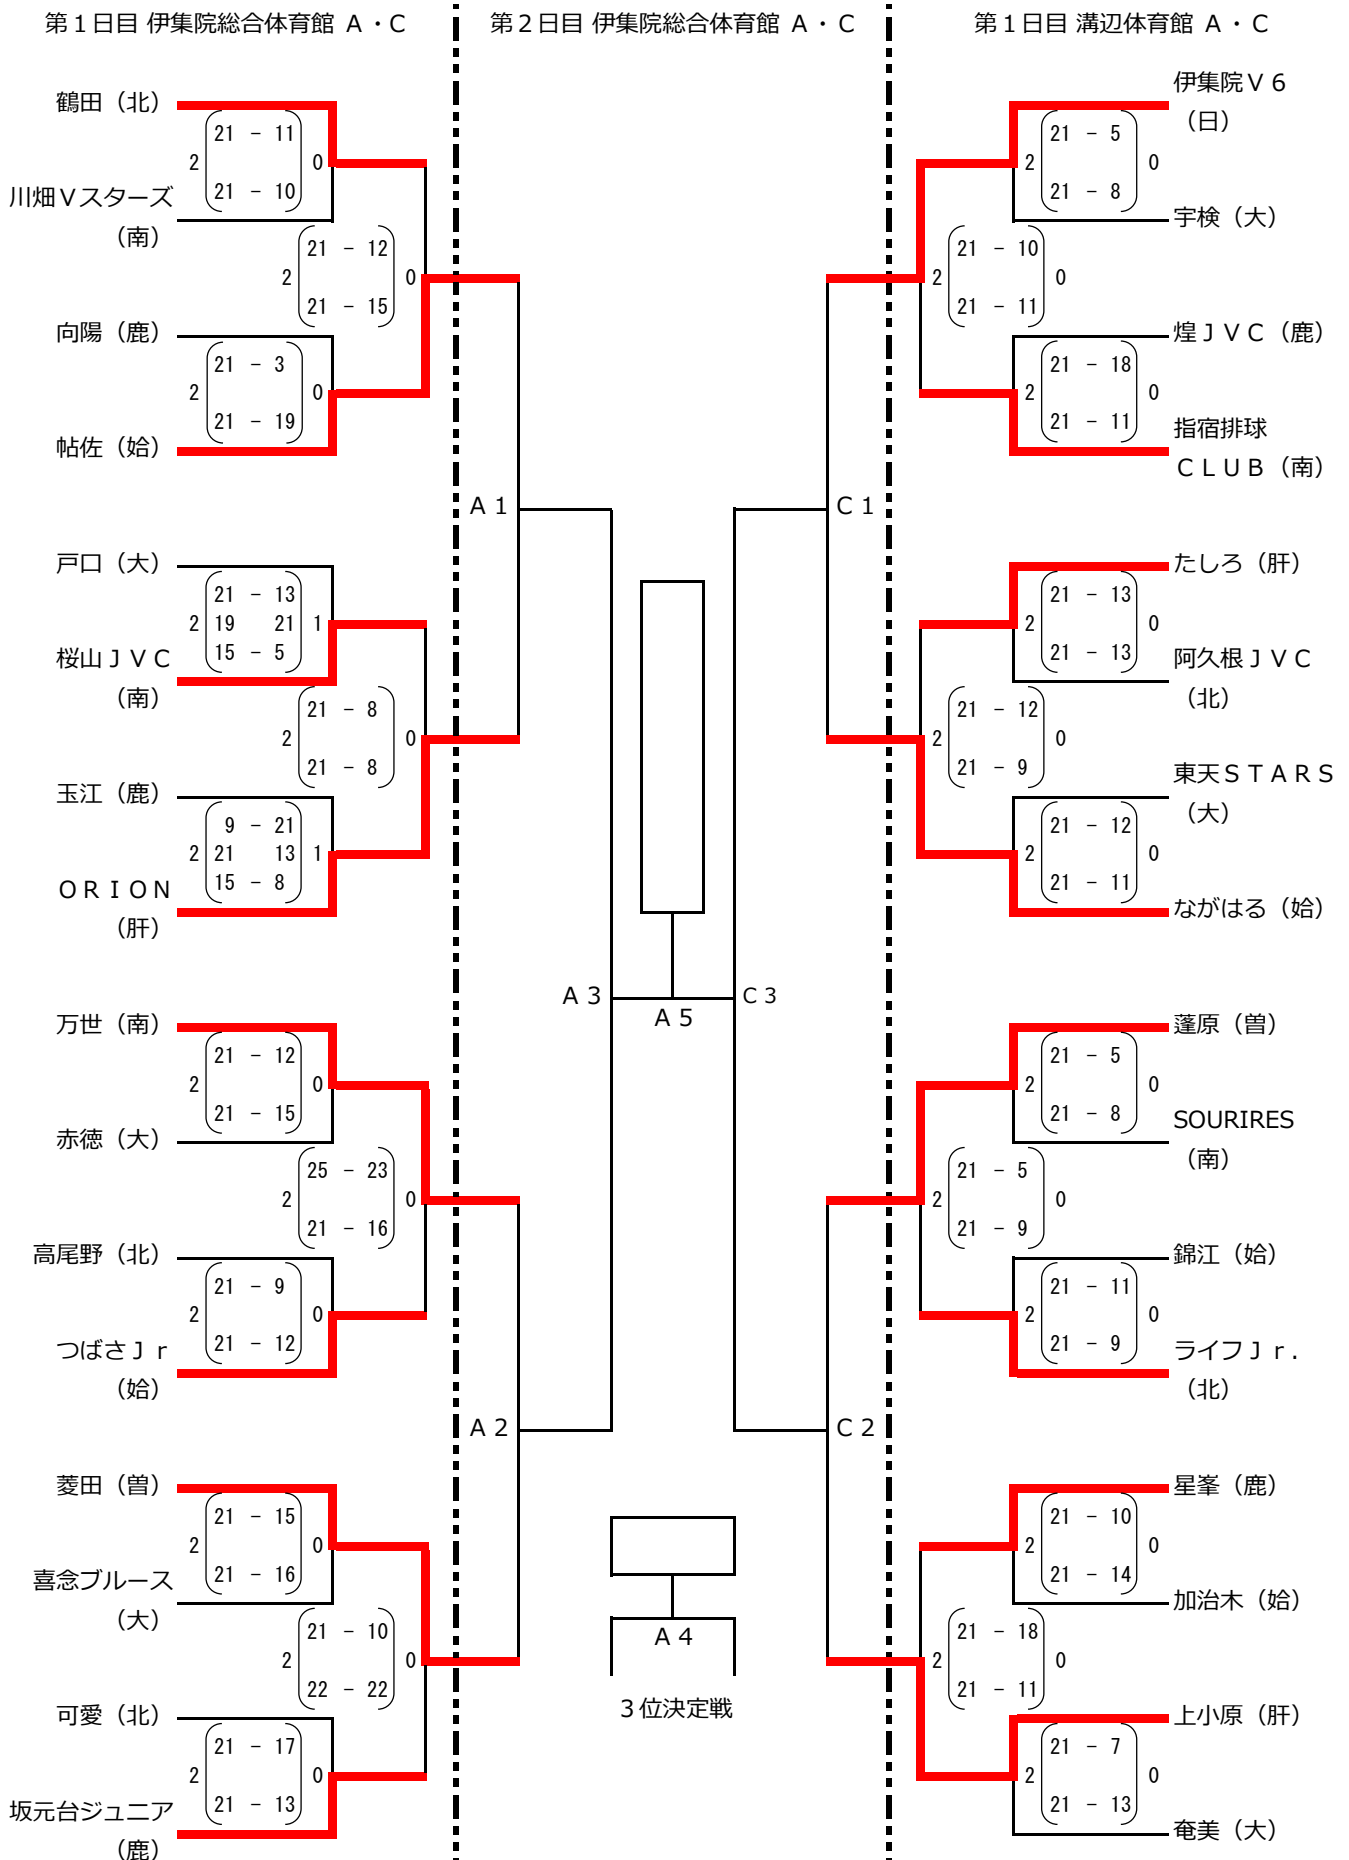 第１日目 伊集院総合体育館 Ａ・Ｃ
第２日目 伊集院総合体育館 Ａ・Ｃ
第１日目 溝辺体育館 Ａ・Ｃ
鶴田（北）
21 － 11
2 0
21 － 10
川畑Ｖスターズ
（南）
21 － 12
2 0
21 － 15
向陽（鹿）
21 － 3
2 0
21 － 19
帖佐（姶）
Ａ１
戸口（大）
21 － 13
2 19 21 1
15 － 5
桜山ＪＶＣ
（南）
21 － 8
2 0
21 － 8
玉江（鹿）
9 － 21
2 21 13 1
15 － 8
ＯＲＩＯＮ
（肝）
Ａ３
万世（南）
21 － 12
2 0
21 － 15
赤徳（大）
25 － 23
2 0
21 － 16
高尾野（北）
21 － 9
2 0
21 － 12
つばさＪｒ
（姶）
Ａ２
菱田（曽）
21 － 15
2 0
21 － 16
喜念ブルース
（大）
21 － 10
2 0
22 － 22
可愛（北）
21 － 17
2 0
21 － 13
坂元台ジュニア
（鹿）
Ａ５
Ａ４
３位決定戦
伊集院Ｖ６
（日）
21 － 5
2 0
21 － 8
宇検（大）
21 － 10
2 0
21 － 11
煌ＪＶＣ（鹿）
21 － 18
2 0
21 － 11
指宿排球
ＣＬＵＢ（南）
Ｃ１
たしろ（肝）
21 － 13
2 0
21 － 13
阿久根ＪＶＣ
（北）
21 － 12
2 0
21 － 9
東天ＳＴＡＲＳ
（大）
21 － 12
2 0
21 － 11
ながはる（姶）
Ｃ３
蓬原（曽）
21 － 5
2 0
21 － 8
SOURIRES
（南）
21 － 5
2 0
21 － 9
錦江（姶）
21 － 11
2 0
21 － 9
ライフＪｒ．
（北）
Ｃ２
星峯（鹿）
21 － 10
2 0
21 － 14
加治木（姶）
21 － 18
2 0
21 － 11
上小原（肝）
21 － 7
2 0
21 － 13
奄美（大）